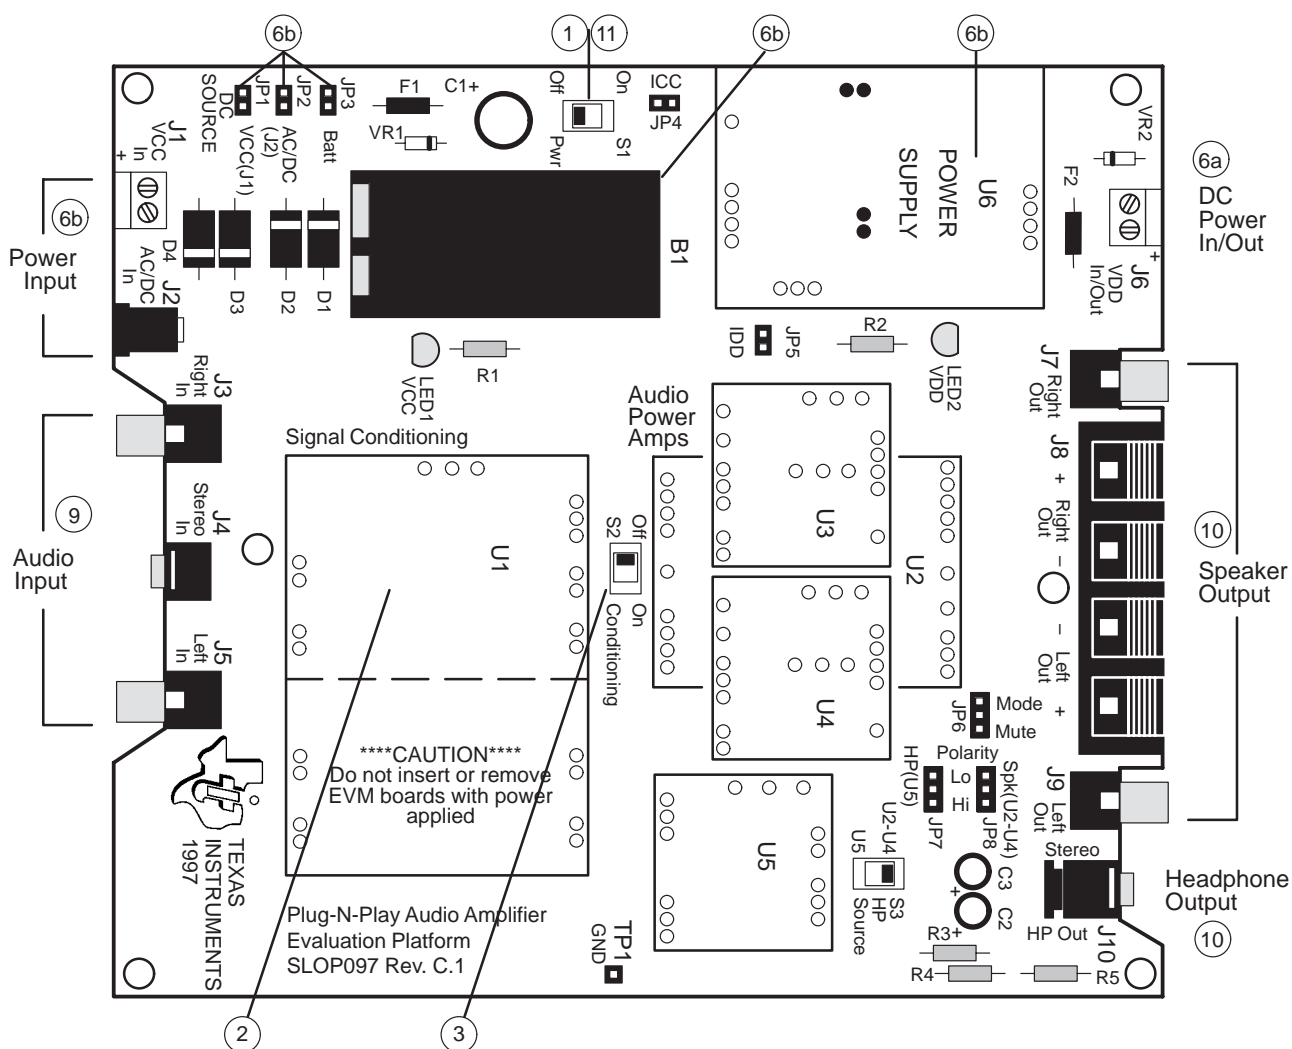 6b
1
11
6b
6b
SOURCE
DC
JP1
JP2
JP3
F1
C1+
Off
On
ICC
JP4
VR1
Pwr
S1
J1
VCC
In
+
VCC(J1)
AC/DC
(J2)
Batt
POWER
SUPPLY
U6
VR2
F2
6a
DC
Power
In/Out
6b
Power
Input
D4
D3
D2
D1
AC/DC
In
J2
B1
+
J6
VDD
In/Out
LED1
VCC
R1
IDD
JP5
R2
LED2
VDD
J3
Right
In
J7
Right
Out
Signal Conditioning
Audio
Power
Amps
9
Audio
Input
Stereo
In
J4
U1
S2
Off
On
Conditioning
U3
U2
U4
J8
+
Right
Out
–
–
Left
Out
+
10
Speaker
Output
J5
Left
In
JP6
Mode
Mute
Polarity
HP(U5)
Lo
Hi
Spk(U2-U4)
JP7
JP8
J9
Left
Out
****CAUTION****
Do not insert or remove
EVM boards with power
applied
TEXAS
INSTRUMENTS
1997
U5
U5
U2-U4
Source
HP
S3
C3
+
C2
Stereo
HP Out
J10
Headphone
Output
10
Plug-N-Play Audio Amplifier
Evaluation Platform
SLOP097 Rev. C.1
TP1
GND
R3+
R4
R5
2
3